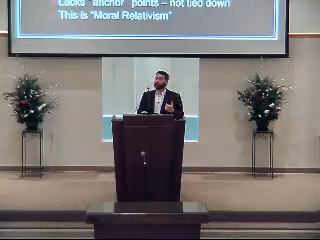 Lacks "anchor" points – not tied down
This is "Moral Relativism"